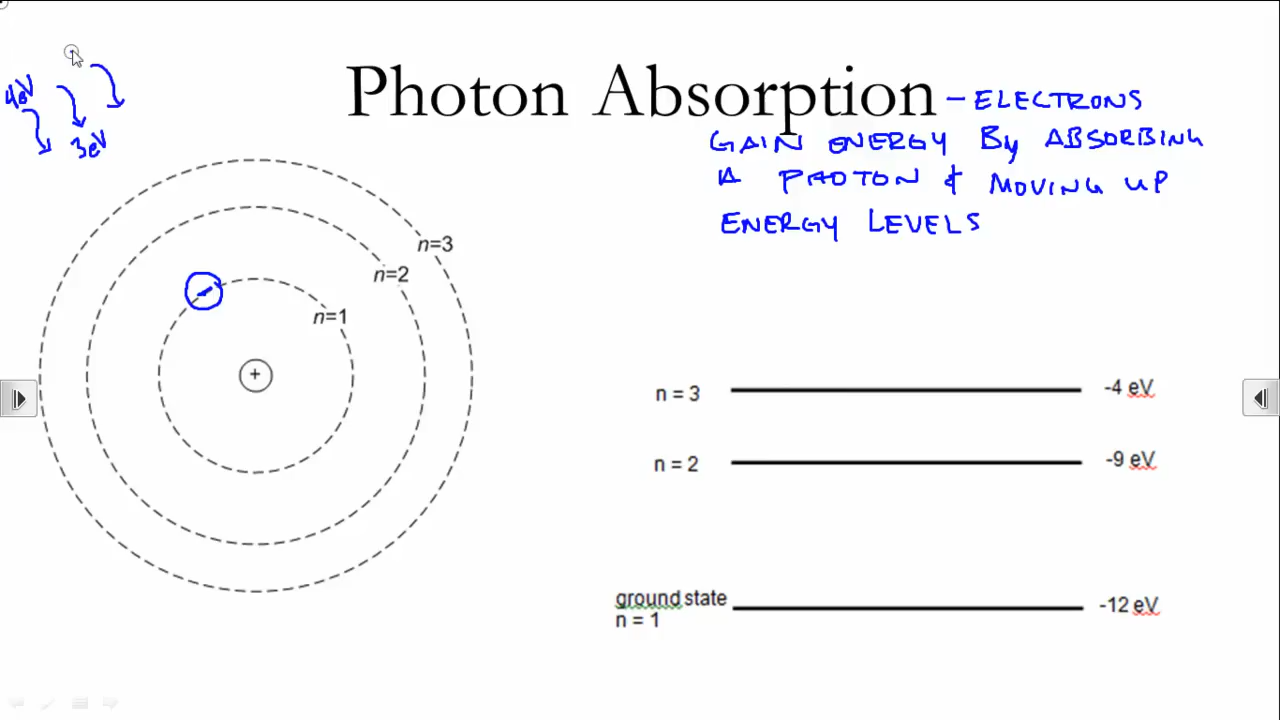 Photon Absorption - ELECTRONS
GAIN ENERGY By ABSORBING
A PHOTON & MOVING UP
ENERGY LEVELS
4eV
3eV
n=3
n=2
n=1
+
-
n = 3 -4 eV
n = 2 -9 eV
ground state
n = 1 -12 eV